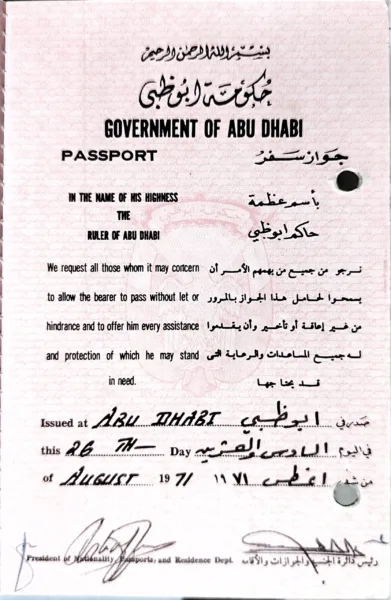 بسم الله الرحمن الرحيم
حكومة ابوظبي
GOVERNMENT OF ABU DHABI
PASSPORT جواز سفر
IN THE NAME OF HIS HIGHNESS بأسم عظمة
THE
RULER OF ABU DHABI حاكم ابوظبي
We request all those whom it may concern نرجو من جميع من يهمهم الأمر أن
to allow the bearer to pass without let or يسمحوا لحامل هذا الجواز بالمرور
hindrance and to offer him every assistance من غير إعاقة أو تأخير وأن يقدموا
and protection of which he may stand له جميع المساعدات والرعاية التى
in need. قد يحتاجها
Issued at ABU DHABI ابوظبي صدر في
this 26 TH Day السادس والعشرين في اليوم
of AUGUST 1971 ١٩٧١ اغسطس من شهر
President of Nationality, Passports, and Residence Dept. رئيس دائرة الجنسية والجوازات والاقامة